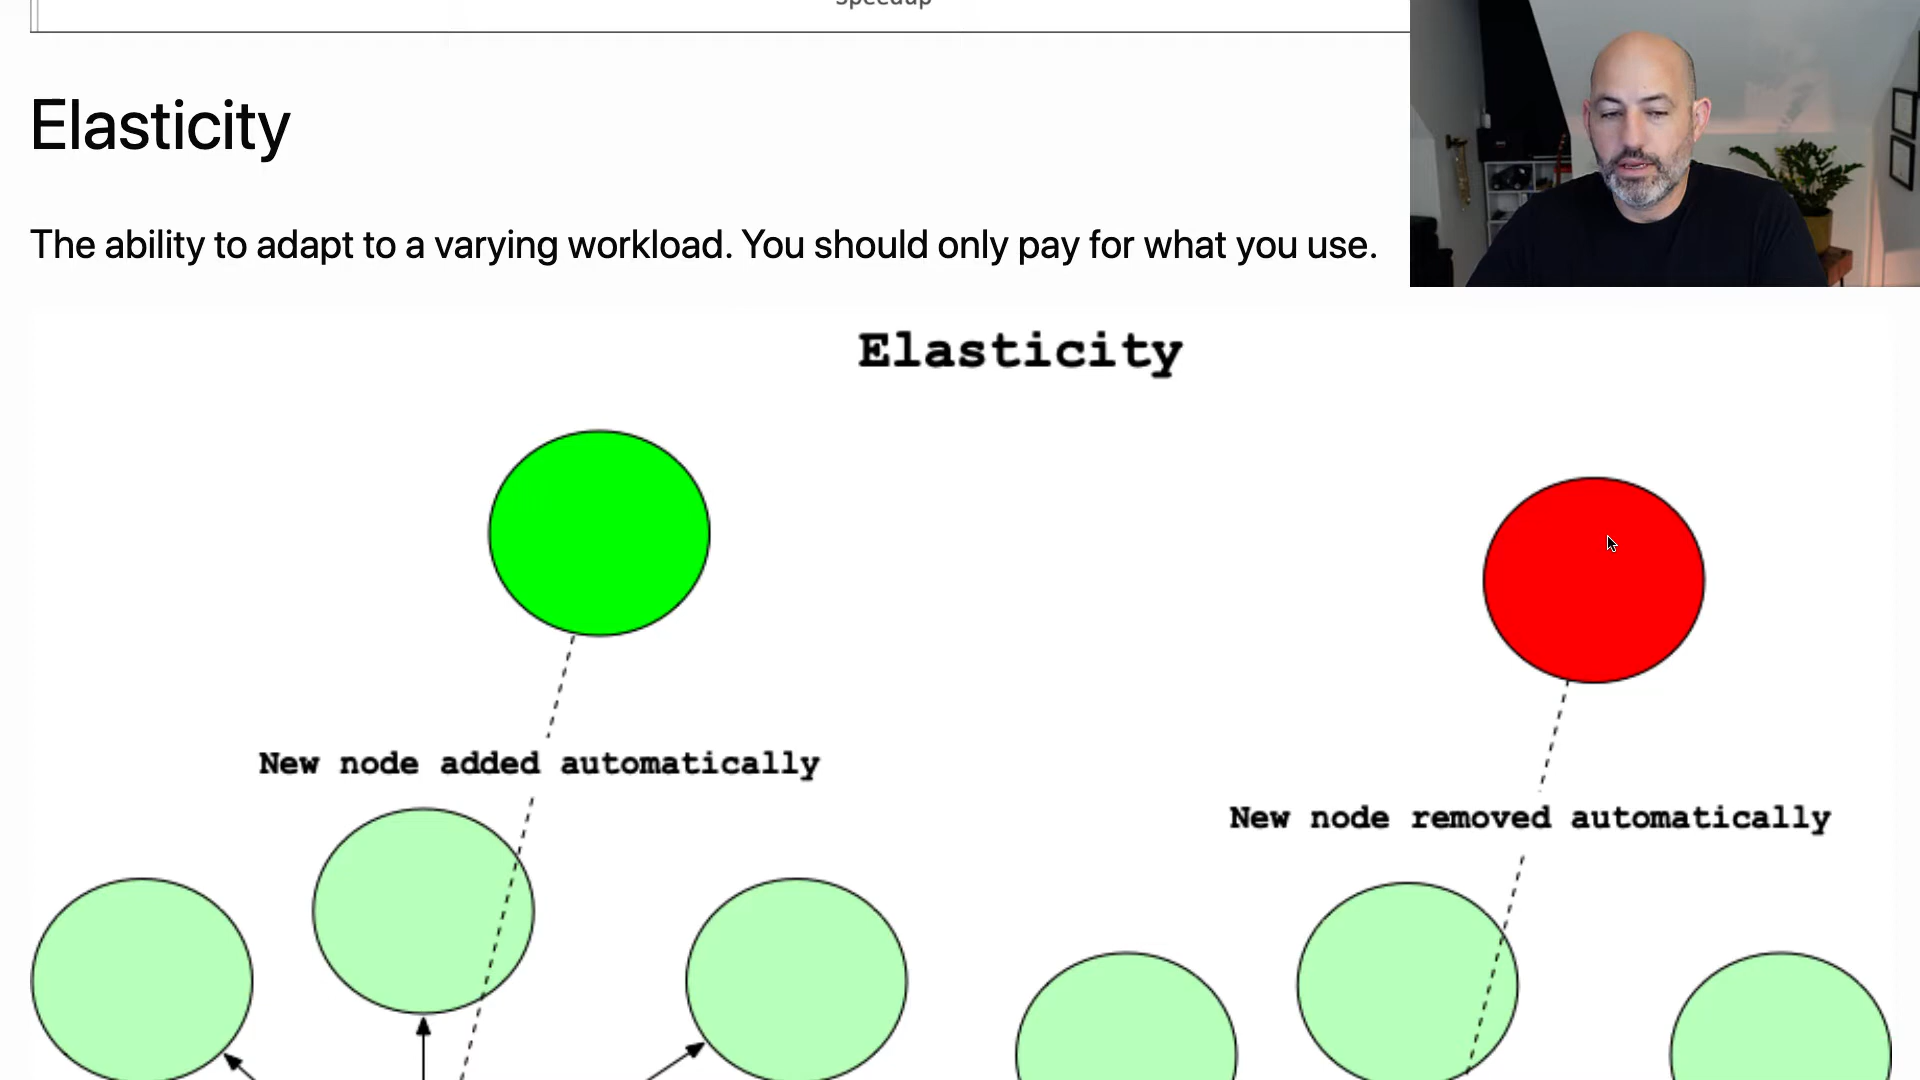 Speedup
Elasticity
The ability to adapt to a varying workload. You should only pay for what you use.
Elasticity
New node added automatically
New node removed automatically